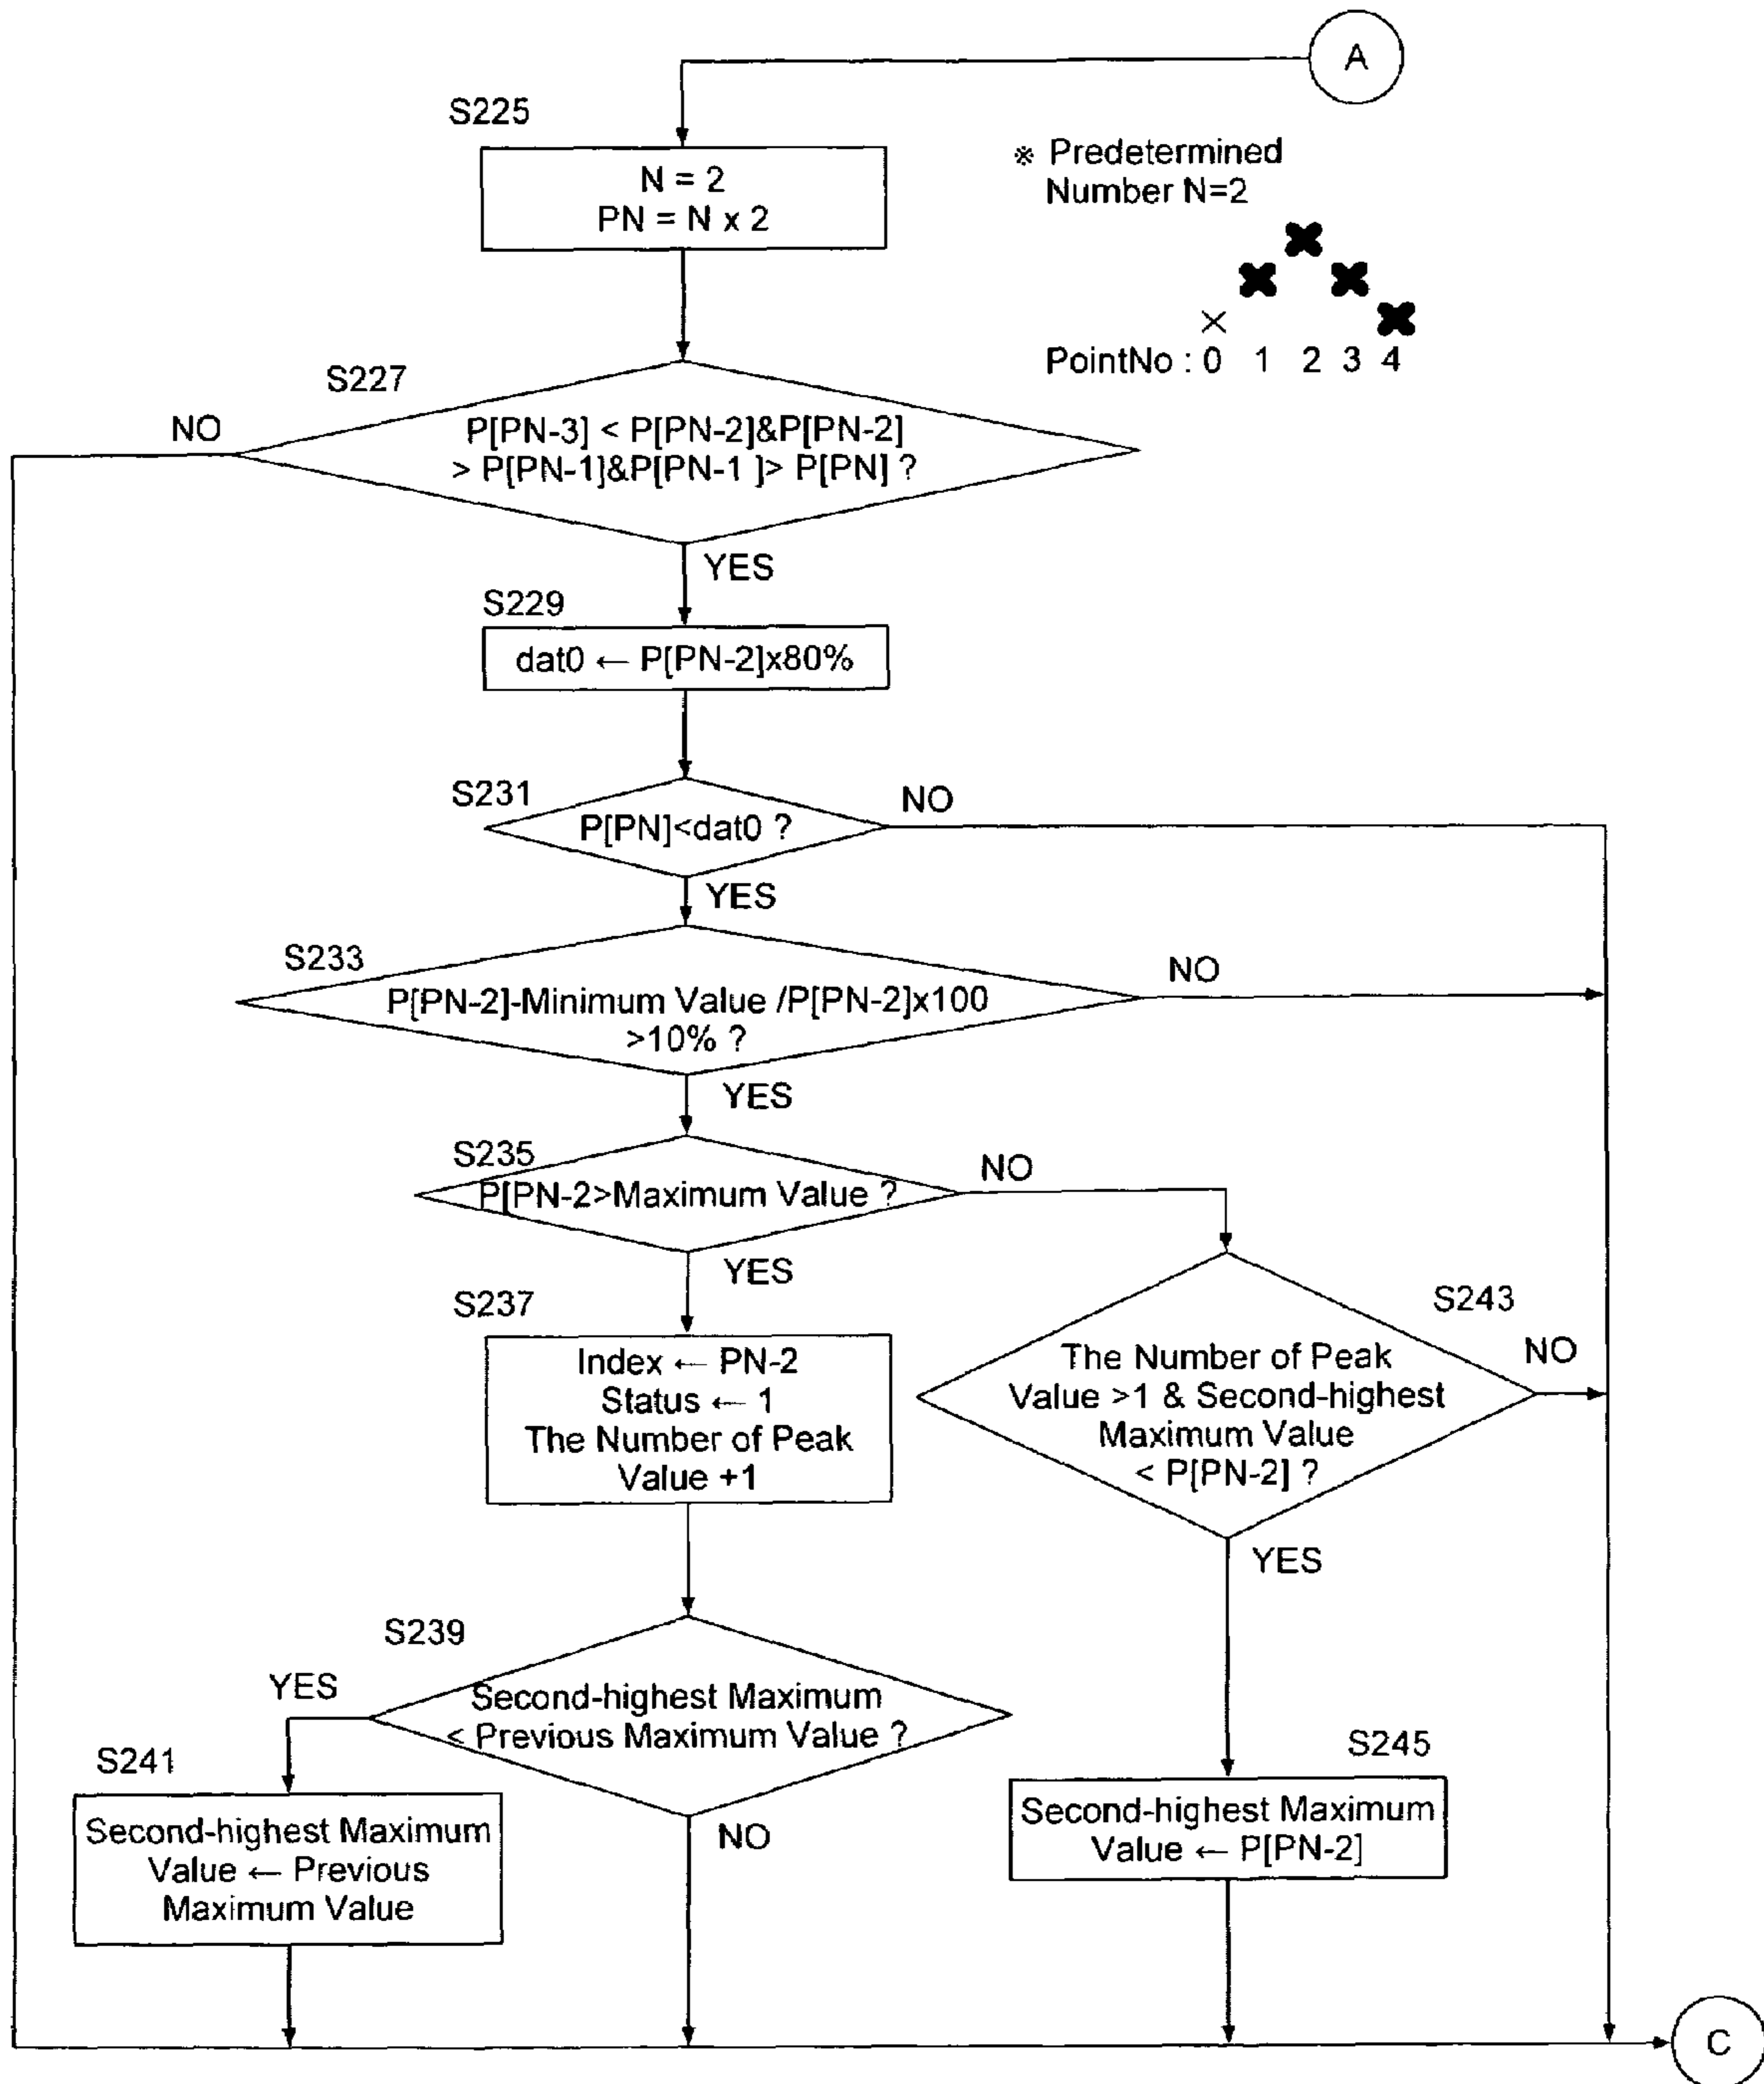 A
S225
N = 2
PN = N x 2
※ Predetermined
Number N=2
PointNo : 0 1 2 3 4
S227
NO
P[PN-3] < P[PN-2]&P[PN-2]
> P[PN-1]&P[PN-1 ]> P[PN] ?
YES
S229
dat0 ← P[PN-2]x80%
S231
NO
P[PN]<dat0 ?
YES
S233
NO
P[PN-2]-Minimum Value /P[PN-2]x100
>10% ?
YES
S235
NO
P[PN-2>Maximum Value ?
YES
S237
Index ← PN-2
Status ← 1
The Number of Peak
Value +1
S243
NO
The Number of Peak
Value >1 & Second-highest
Maximum Value
< P[PN-2] ?
YES
S239
YES
Second-highest Maximum
< Previous Maximum Value ?
NO
S241
Second-highest Maximum
Value ← Previous
Maximum Value
S245
Second-highest Maximum
Value ← P[PN-2]
C